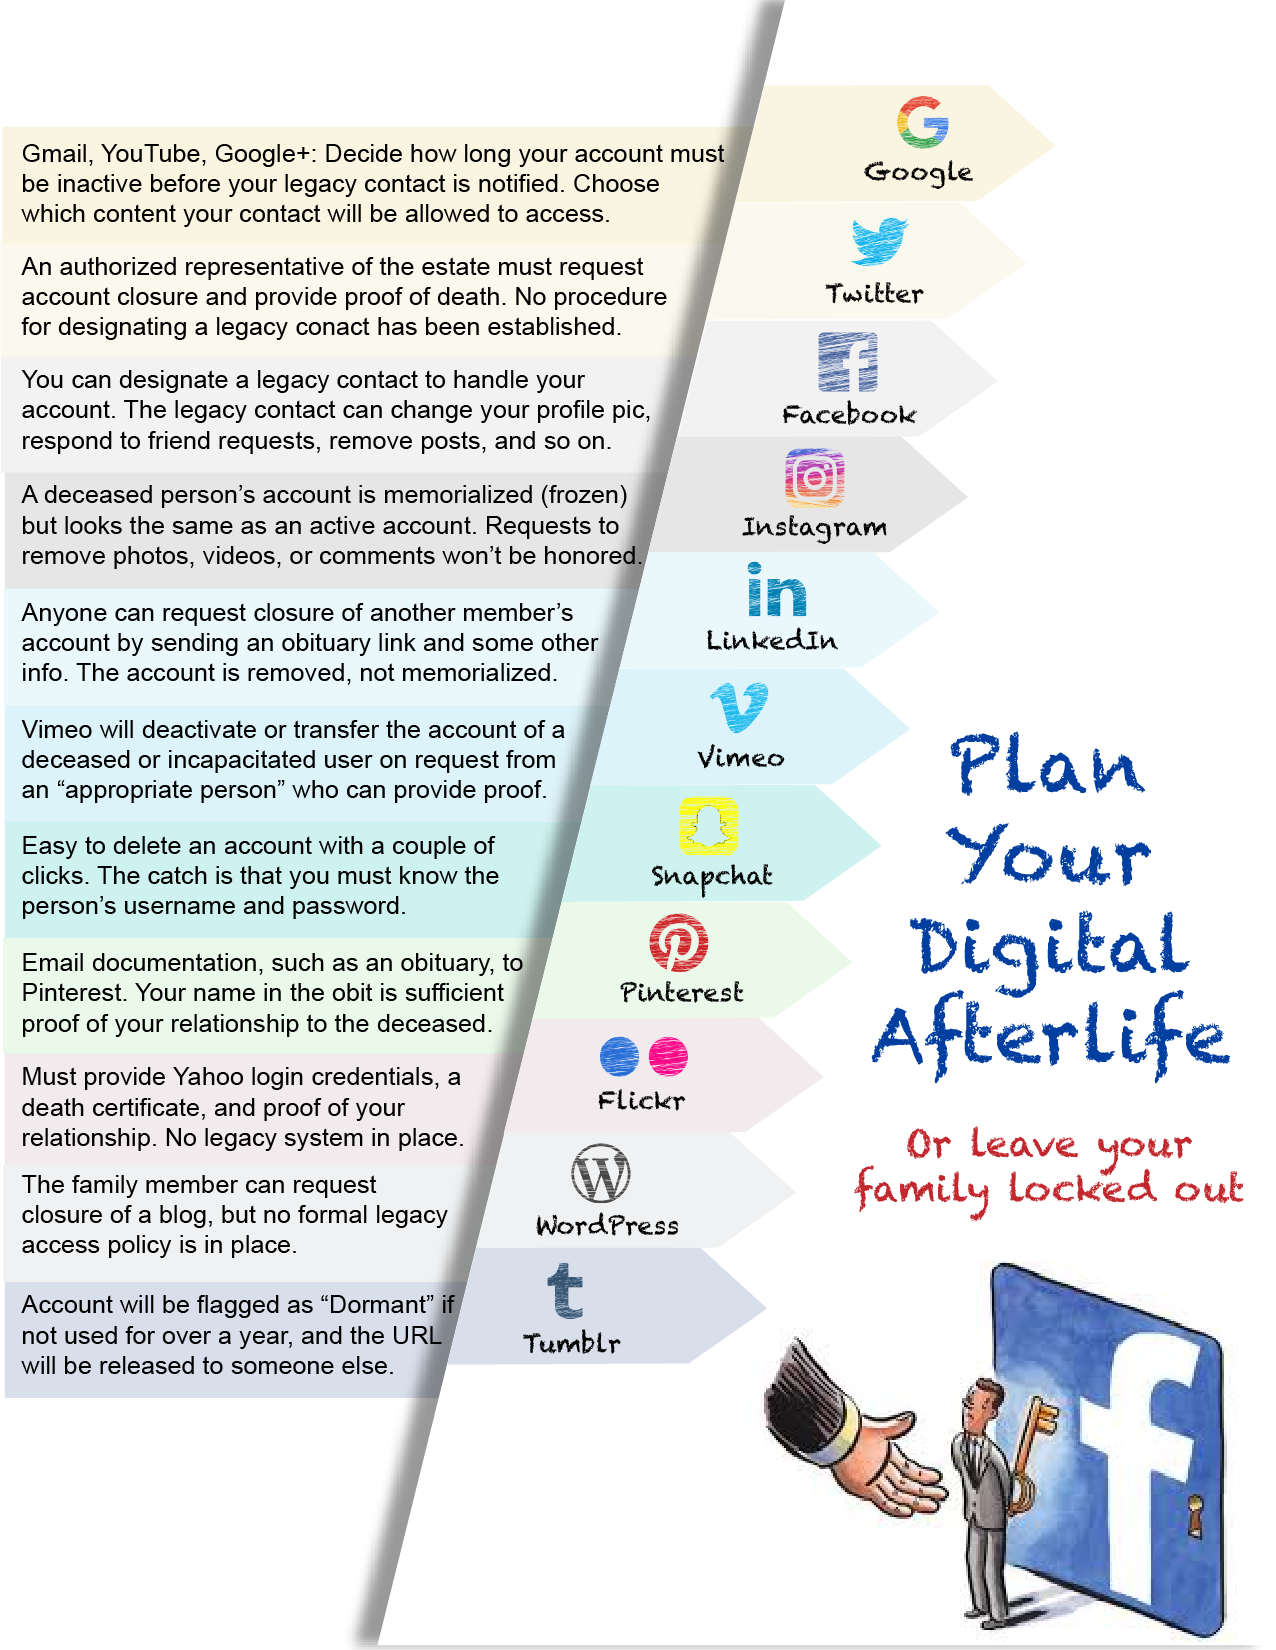 Gmail, YouTube, Google+: Decide how long your account must
be inactive before your legacy contact is notified. Choose
which content your contact will be allowed to access.
Google
An authorized representative of the estate must request
account closure and provide proof of death. No procedure
for designating a legacy conact has been established.
Twitter
You can designate a legacy contact to handle your
account. The legacy contact can change your profile pic,
respond to friend requests, remove posts, and so on.
Facebook
A deceased person’s account is memorialized (frozen)
but looks the same as an active account. Requests to
remove photos, videos, or comments won’t be honored.
Instagram
Anyone can request closure of another member’s
account by sending an obituary link and some other
info. The account is removed, not memorialized.
in
LinkedIn
Vimeo will deactivate or transfer the account of a
deceased or incapacitated user on request from
an “appropriate person” who can provide proof.
Vimeo
Easy to delete an account with a couple of
clicks. The catch is that you must know the
person’s username and password.
Snapchat
Email documentation, such as an obituary, to
Pinterest. Your name in the obit is sufficient
proof of your relationship to the deceased.
Pinterest
Must provide Yahoo login credentials, a
death certificate, and proof of your
relationship. No legacy system in place.
Flickr
The family member can request
closure of a blog, but no formal legacy
access policy is in place.
WordPress
Account will be flagged as “Dormant” if
not used for over a year, and the URL
will be released to someone else.
Tumblr
Plan
Your
Digital
Afterlife
Or leave your
family locked out